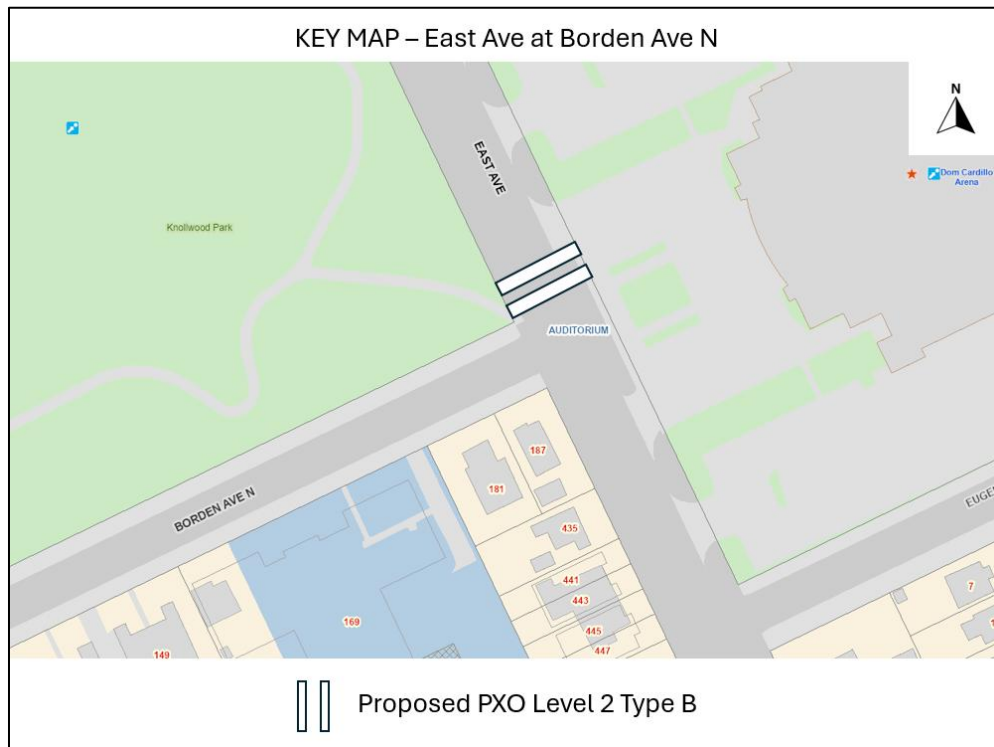 KEY MAP – East Ave at Borden Ave N
N
EAST AVE
Dom Cardillo
Arena
Knollwood Park
AUDITORIUM
BORDEN AVE N
187
181
435
441
443
445
447
169
149
EUGEN
7
Proposed PXO Level 2 Type B